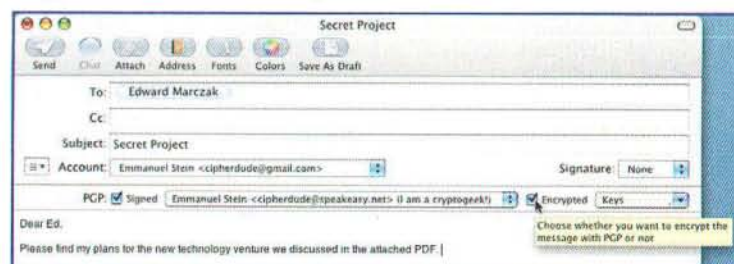 Secret Project
Send Chat Attach Address Fonts Colors Save As Draft
To: Edward Marczak
Cc:
Subject: Secret Project
Account: Emmanuel Stein <cipherdude@gmail.com> Signature: None
PGP: Signed Emmanuel Stein <cipherdude@speakeasy.net> (I am a cryptogeek!) Encrypted Keys
Choose whether you want to encrypt the
message with PGP or not
Dear Ed,
Please find my plans for the new technology venture we discussed in the attached PDF.